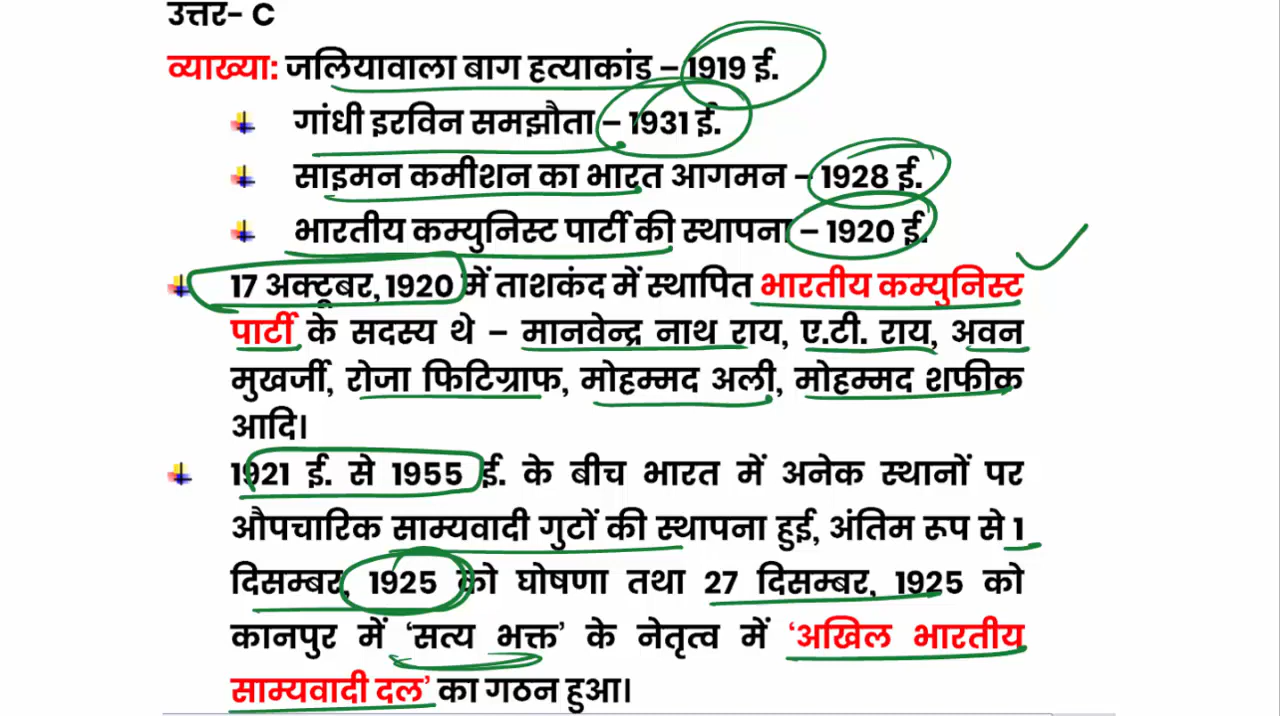 उत्तर– C
व्याख्या: जलियावाला बाग हत्याकांड – 1919 ई.
गांधी इरविन समझौता – 1931 ई.
साइमन कमीशन का भारत आगमन – 1928 ई.
भारतीय कम्युनिस्ट पार्टी की स्थापना – 1920 ई.
17 अक्टूबर, 1920 में ताशकंद में स्थापित भारतीय कम्युनिस्ट
पार्टी के सदस्य थे – मानवेन्द्र नाथ राय, ए.टी. राय, अवन
मुखर्जी, रोजा फिटिग्राफ, मोहम्मद अली, मोहम्मद शफीक
आदि।
1921 ई. से 1955 ई. के बीच भारत में अनेक स्थानों पर
औपचारिक साम्यवादी गुटों की स्थापना हुई, अंतिम रूप से 1
दिसम्बर, 1925 को घोषणा तथा 27 दिसम्बर, 1925 को
कानपुर में ‘सत्य भक्त’ के नेतृत्व में ‘अखिल भारतीय
साम्यवादी दल’ का गठन हुआ।